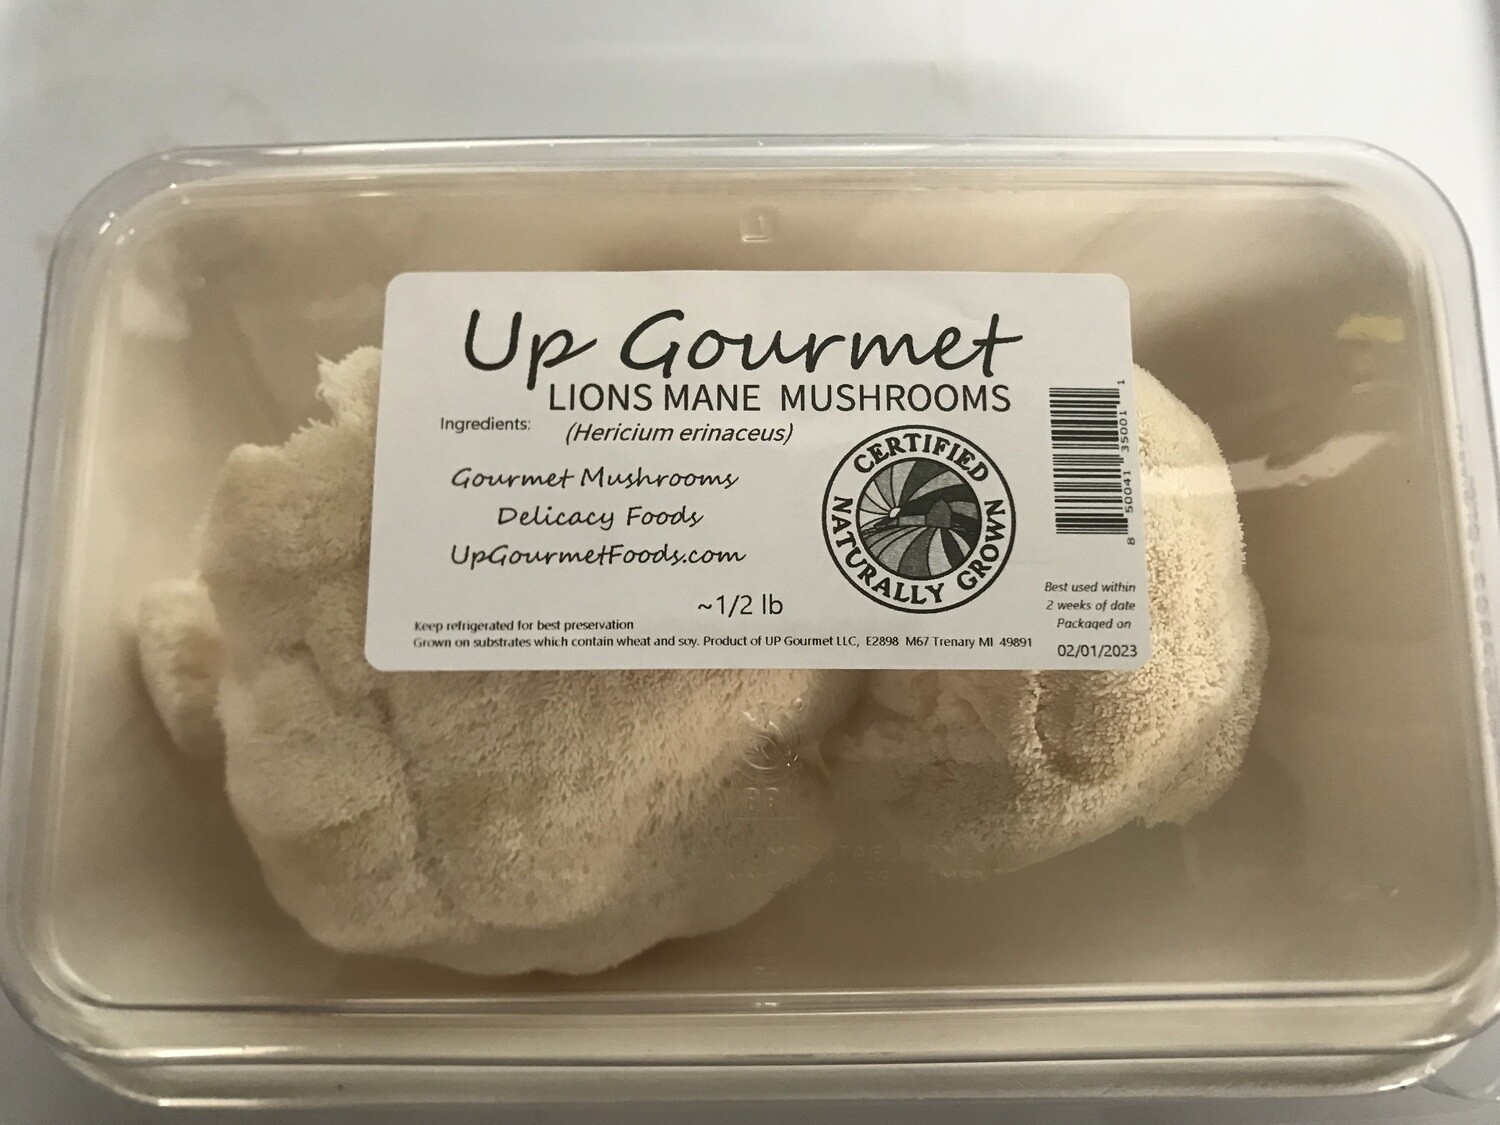 Up Gourmet
LIONS MANE MUSHROOMS
Ingredients:
(Hericium erinaceus)
Gourmet Mushrooms
Delicacy Foods
UpGourmetFoods.com
~1/2 lb
Keep refrigerated for best preservation
Grown on substrates which contain wheat and soy. Product of UP Gourmet LLC, E2898 M67 Trenary MI 49891
CERTIFIED
NATURALLY GROWN
8 50041 35001 1
Best used within
2 weeks of date
Packaged on
02/01/2023
1